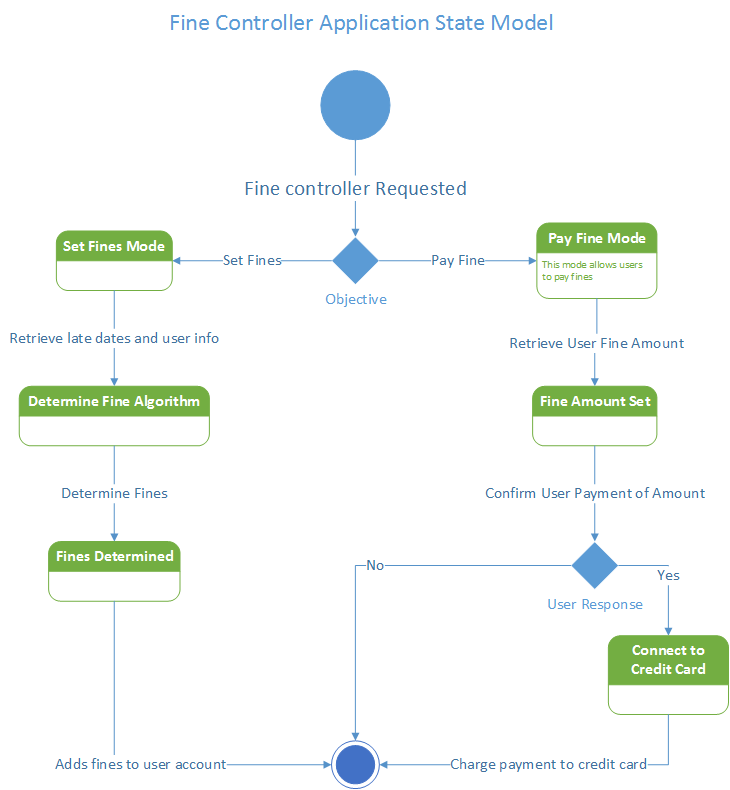 Fine Controller Application State Model
Fine controller Requested
Set Fines Mode
Set Fines
Objective
Pay Fine
Pay Fine Mode
This mode allows users
to pay fines
Retrieve late dates and user info
Retrieve User Fine Amount
Determine Fine Algorithm
Fine Amount Set
Determine Fines
Confirm User Payment of Amount
Fines Determined
No
Yes
User Response
Connect to
Credit Card
Adds fines to user account
Charge payment to credit card